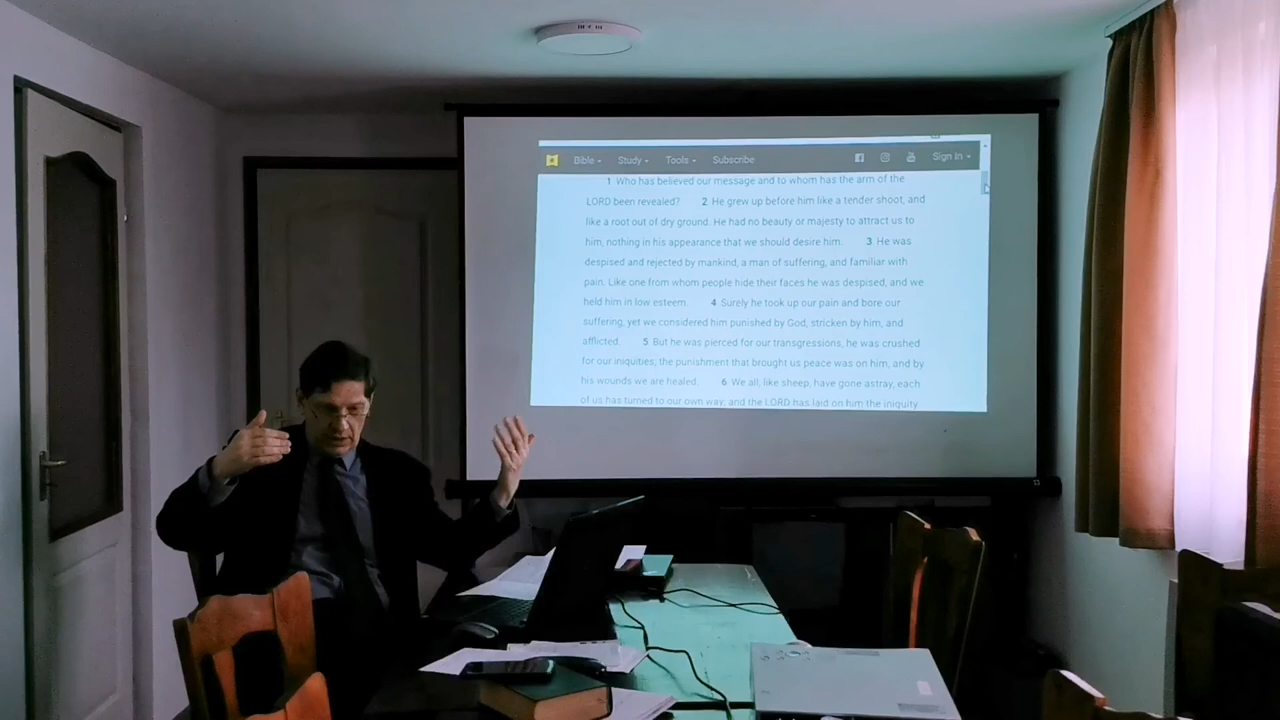 Bible Study Tools Subscribe Sign In
1 Who has believed our message and to whom has the arm of the
LORD been revealed? 2 He grew up before him like a tender shoot, and
like a root out of dry ground. He had no beauty or majesty to attract us to
him, nothing in his appearance that we should desire him. 3 He was
despised and rejected by mankind, a man of suffering, and familiar with
pain. Like one from whom people hide their faces he was despised, and we
held him in low esteem. 4 Surely he took up our pain and bore our
suffering, yet we considered him punished by God, stricken by him, and
afflicted. 5 But he was pierced for our transgressions, he was crushed
for our iniquities; the punishment that brought us peace was on him, and by
his wounds we are healed. 6 We all, like sheep, have gone astray, each
of us has turned to our own way; and the LORD has laid on him the iniquity